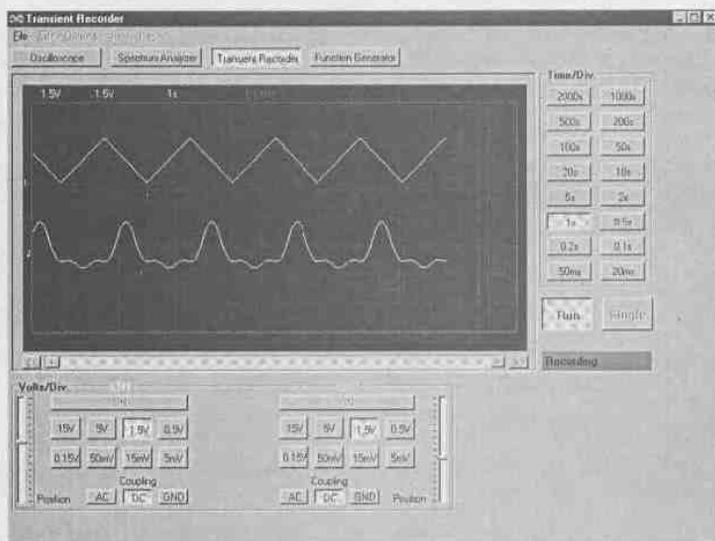 Transient Recorder
File
Oscilloscope Spectrum Analyzer Transient Recorder Function Generator
1.5V 1.5V 1s
Time/Div.
2000s 1000s
500s 200s
100s 50s
20s 10s
5s 2s
1s 0.5s
0.2s 0.1s
50ms 20ms
Run Single
Recording
Volts/Div.
15V 5V 1.5V 0.5V
0.15V 50mV 15mV 5mV
Coupling
Position AC DC GND
15V 5V 1.5V 0.5V
0.15V 50mV 15mV 5mV
Coupling
AC DC GND Position